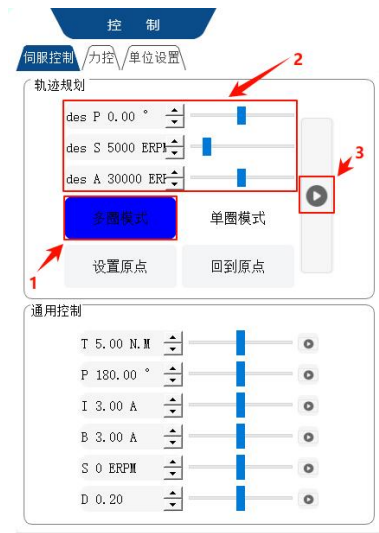 控 制
伺服控制 力控 单位设置
2
轨迹规划
des P 0.00 °
des S 5000 ERPM
des A 30000 ERP
3
多圈模式 单圈模式
1
设置原点 回到原点
通用控制
T 5.00 N.M
P 180.00 °
I 3.00 A
B 3.00 A
S 0 ERPM
D 0.20